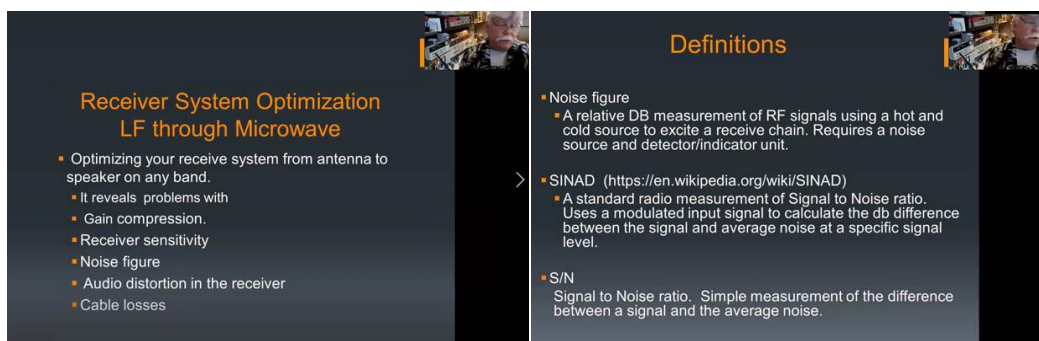 Receiver System Optimization
LF through Microwave
Optimizing your receive system from antenna to
speaker on any band.
It reveals problems with
Gain compression.
Receiver sensitivity
Noise figure
Audio distortion in the receiver
Cable losses
Definitions
Noise figure
A relative DB measurement of RF signals using a hot and
cold source to excite a receive chain. Requires a noise
source and detector/indicator unit.
SINAD (https://en.wikipedia.org/wiki/SINAD)
A standard radio measurement of Signal to Noise ratio.
Uses a modulated input signal to calculate the db difference
between the signal and average noise at a specific signal
level.
S/N
Signal to Noise ratio. Simple measurement of the difference
between a signal and the average noise.